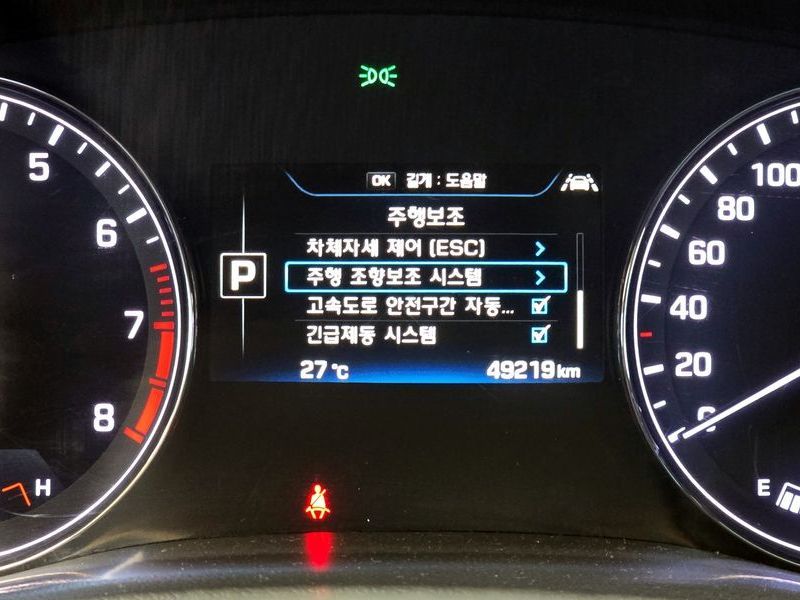 OK 길게 : 도움말
주행보조
차체자세 제어 (ESC)
P
주행 조향보조 시스템
고속도로 안전구간 자동...
긴급제동 시스템
27 ℃
49219 km
5
6
7
8
H
100
80
60
40
20
0
E